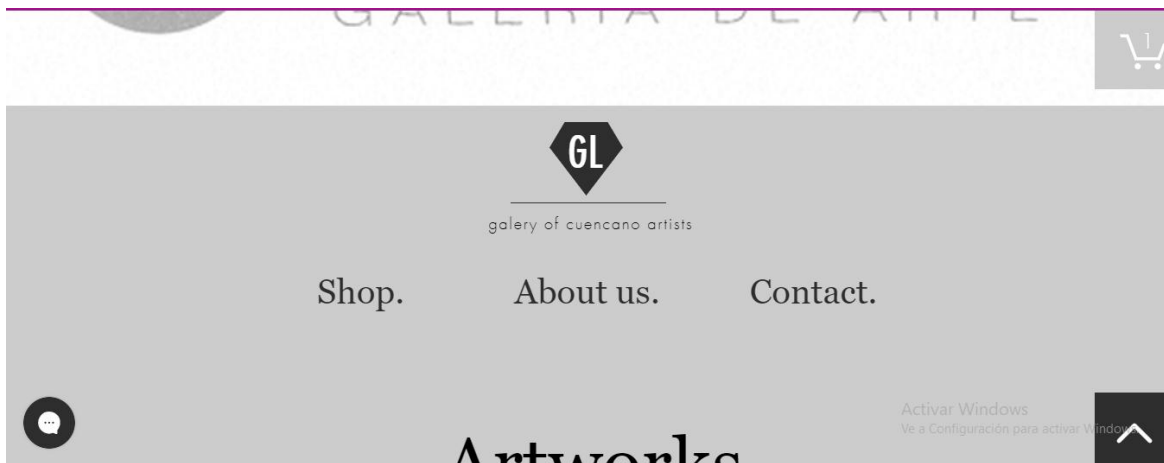 GALERIA DE ARTE
1
GL
galery of cuencano artists
Shop. About us. Contact.
Activar Windows
Ve a Configuración para activar Windows.
Artworks